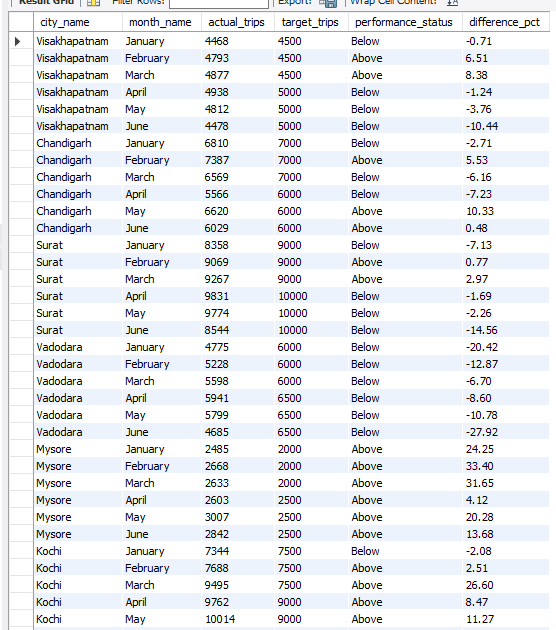 Result Grid Filter Rows: Export: Wrap Cell Content: IA
city_name month_name actual_trips target_trips performance_status difference_pct
Visakhapatnam January 4468 4500 Below -0.71
Visakhapatnam February 4793 4500 Above 6.51
Visakhapatnam March 4877 4500 Above 8.38
Visakhapatnam April 4938 5000 Below -1.24
Visakhapatnam May 4812 5000 Below -3.76
Visakhapatnam June 4478 5000 Below -10.44
Chandigarh January 6810 7000 Below -2.71
Chandigarh February 7387 7000 Above 5.53
Chandigarh March 6569 7000 Below -6.16
Chandigarh April 5566 6000 Below -7.23
Chandigarh May 6620 6000 Above 10.33
Chandigarh June 6029 6000 Above 0.48
Surat January 8358 9000 Below -7.13
Surat February 9069 9000 Above 0.77
Surat March 9267 9000 Above 2.97
Surat April 9831 10000 Below -1.69
Surat May 9774 10000 Below -2.26
Surat June 8544 10000 Below -14.56
Vadodara January 4775 6000 Below -20.42
Vadodara February 5228 6000 Below -12.87
Vadodara March 5598 6000 Below -6.70
Vadodara April 5941 6500 Below -8.60
Vadodara May 5799 6500 Below -10.78
Vadodara June 4685 6500 Below -27.92
Mysore January 2485 2000 Above 24.25
Mysore February 2668 2000 Above 33.40
Mysore March 2633 2000 Above 31.65
Mysore April 2603 2500 Above 4.12
Mysore May 3007 2500 Above 20.28
Mysore June 2842 2500 Above 13.68
Kochi January 7344 7500 Below -2.08
Kochi February 7688 7500 Above 2.51
Kochi March 9495 7500 Above 26.60
Kochi April 9762 9000 Above 8.47
Kochi May 10014 9000 Above 11.27